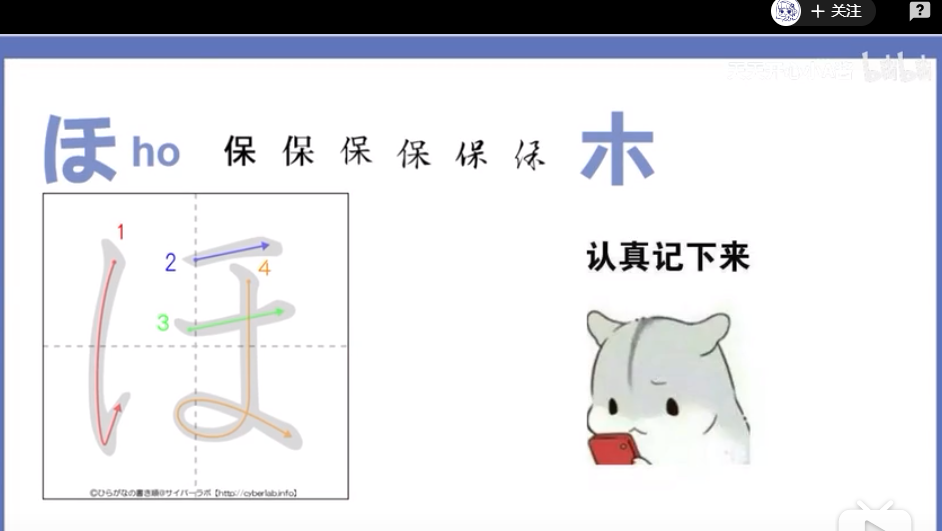 + 关注
bilibili
ほ ho 保 保 保 保 保 保 ホ
1
2
4
3
认真记下来
©ひらがなの書き順@サイバーラボ【http://cyberlab.info】